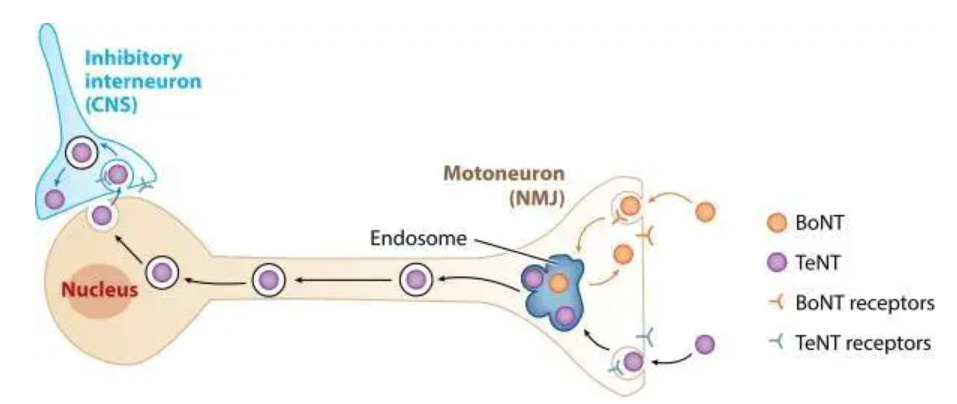 Inhibitory
interneuron
(CNS)
Motoneuron
(NMJ)
Endosome
Nucleus
BoNT
TeNT
BoNT receptors
TeNT receptors